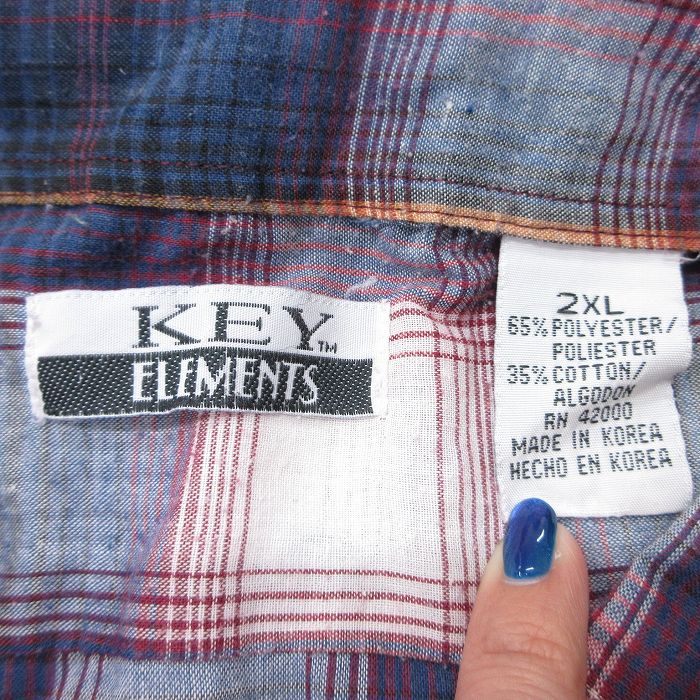 KEY™
ELEMENTS
2XL
65% POLYESTER/
POLIESTER
35% COTTON/
ALGODON
RN 42000
MADE IN KOREA
HECHO EN KOREA